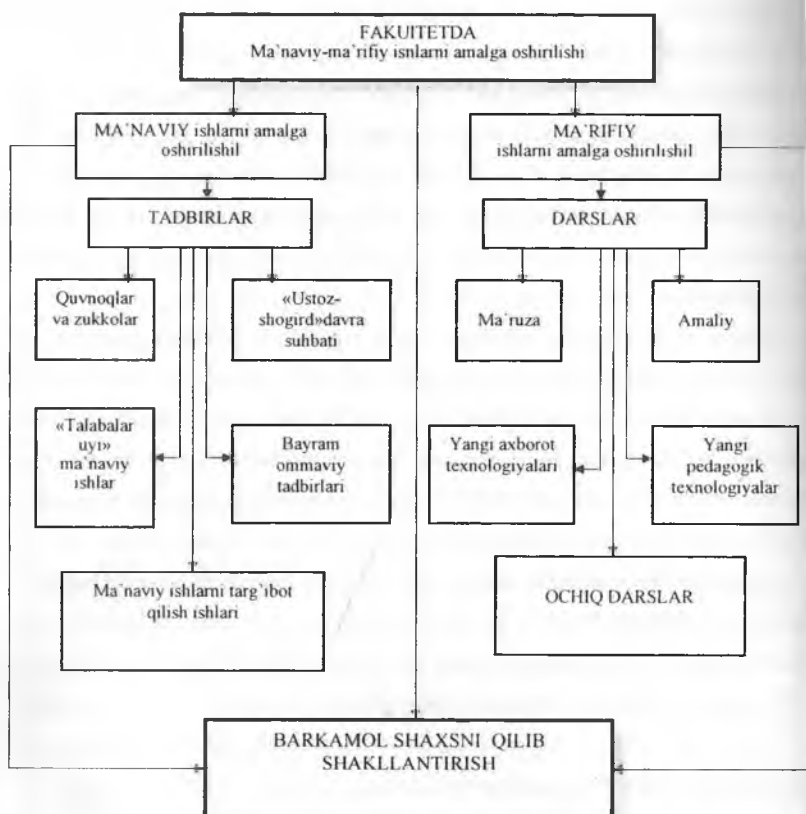 FAKUITETDA
Ma`naviy-ma`rifiy isnlarni amalga oshirilishi
MA`NAVIY ishlarni amalga
oshirilishil
MA`RIFIY
ishlarni amalga oshirilishil
TADBIRLAR
DARSLAR
Quvnoqlar
va zukkolar
«Ustoz-
shogird»davra
suhbati
Ma`ruza
Amaliy
«Talabalar
uyi»
ma`naviy
ishlar
Bayram
ommaviy
tadbirlari
Yangi axborot
texnologiyalari
Yangi
pedagogik
texnologiyalar
Ma`naviy ishlarni targ`ibot
qilish ishlari
OCHIQ DARSLAR
BARKAMOL SHAXSNI QILIB
SHAKLLANTIRISH